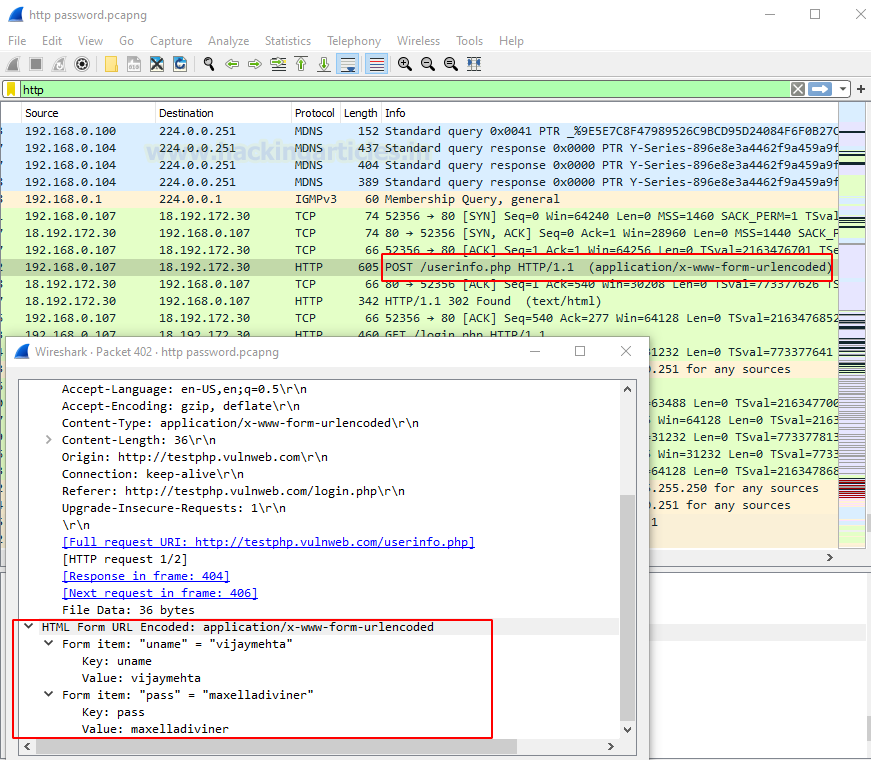 http password.pcapng
File Edit View Go Capture Analyze Statistics Telephony Wireless Tools Help
http
Source Destination Protocol Length Info
192.168.0.100 224.0.0.251 MDNS 152 Standard query 0x0041 PTR _%9E5E7C8F47989526C9BCD95D24084F6F0B27C
192.168.0.104 224.0.0.251 MDNS 437 Standard query response 0x0000 PTR Y-Series-896e8e3a4462f9a459a9f
www.hackingarticles.in
192.168.0.104 224.0.0.251 MDNS 404 Standard query response 0x0000 PTR Y-Series-896e8e3a4462f9a459a9f
192.168.0.104 224.0.0.251 MDNS 389 Standard query response 0x0000 PTR Y-Series-896e8e3a4462f9a459a9f
192.168.0.1 224.0.0.1 IGMPv3 60 Membership Query, general
192.168.0.107 18.192.172.30 TCP 74 52356 → 80 [SYN] Seq=0 Win=64240 Len=0 MSS=1460 SACK_PERM=1 TSval
18.192.172.30 192.168.0.107 TCP 74 80 → 52356 [SYN, ACK] Seq=0 Ack=1 Win=28960 Len=0 MSS=1440 SACK_P
192.168.0.107 18.192.172.30 TCP 66 52356 → 80 [ACK] Seq=1 Ack=1 Win=64256 Len=0 TSval=2163476701 TSe
192.168.0.107 18.192.172.30 HTTP 605 POST /userinfo.php HTTP/1.1 (application/x-www-form-urlencoded)
18.192.172.30 192.168.0.107 TCP 66 80 → 52356 [ACK] Seq=1 Ack=540 Win=30208 Len=0 TSval=773377626 TS
18.192.172.30 192.168.0.107 HTTP 342 HTTP/1.1 302 Found (text/html)
192.168.0.107 18.192.172.30 TCP 66 52356 → 80 [ACK] Seq=540 Ack=277 Win=64128 Len=0 TSval=2163476852
192.168.0.107 18.192.172.30 HTTP 460 GET /login.php HTTP/1.1
31232 Len=0 TSval=773377641
.0.251 for any sources
=63488 Len=0 TSval=216347700
Win=64128 Len=0 TSval=2163
=31232 Len=0 TSval=773377813
Win=31232 Len=0 TSval=7733
=64128 Len=0 TSval=216347868
.255.250 for any sources
.0.251 for any sources
1
Wireshark · Packet 402 · http password.pcapng
Accept-Language: en-US,en;q=0.5\r\n
Accept-Encoding: gzip, deflate\r\n
Content-Type: application/x-www-form-urlencoded\r\n
Content-Length: 36\r\n
Origin: http://testphp.vulnweb.com\r\n
Connection: keep-alive\r\n
Referer: http://testphp.vulnweb.com/login.php\r\n
Upgrade-Insecure-Requests: 1\r\n
\r\n
[Full request URI: http://testphp.vulnweb.com/userinfo.php]
[HTTP request 1/2]
[Response in frame: 404]
[Next request in frame: 406]
File Data: 36 bytes
HTML Form URL Encoded: application/x-www-form-urlencoded
Form item: "uname" = "vijaymehta"
Key: uname
Value: vijaymehta
Form item: "pass" = "maxelladiviner"
Key: pass
Value: maxelladiviner